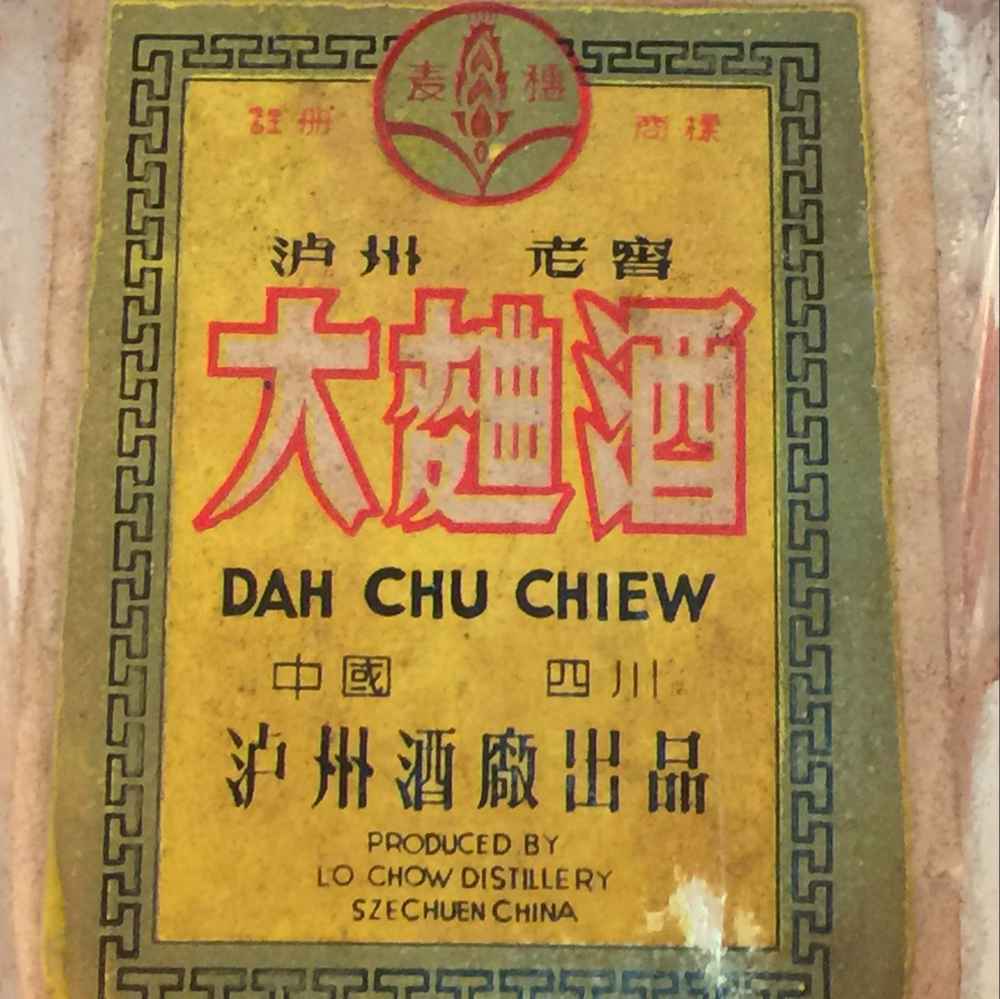 麦 穗
註冊 商標
泸州 老窖
大麯酒
DAH CHU CHIEW
中國 四川
泸州酒廠出品
PRODUCED BY
LO CHOW DISTILLERY
SZECHUEN CHINA